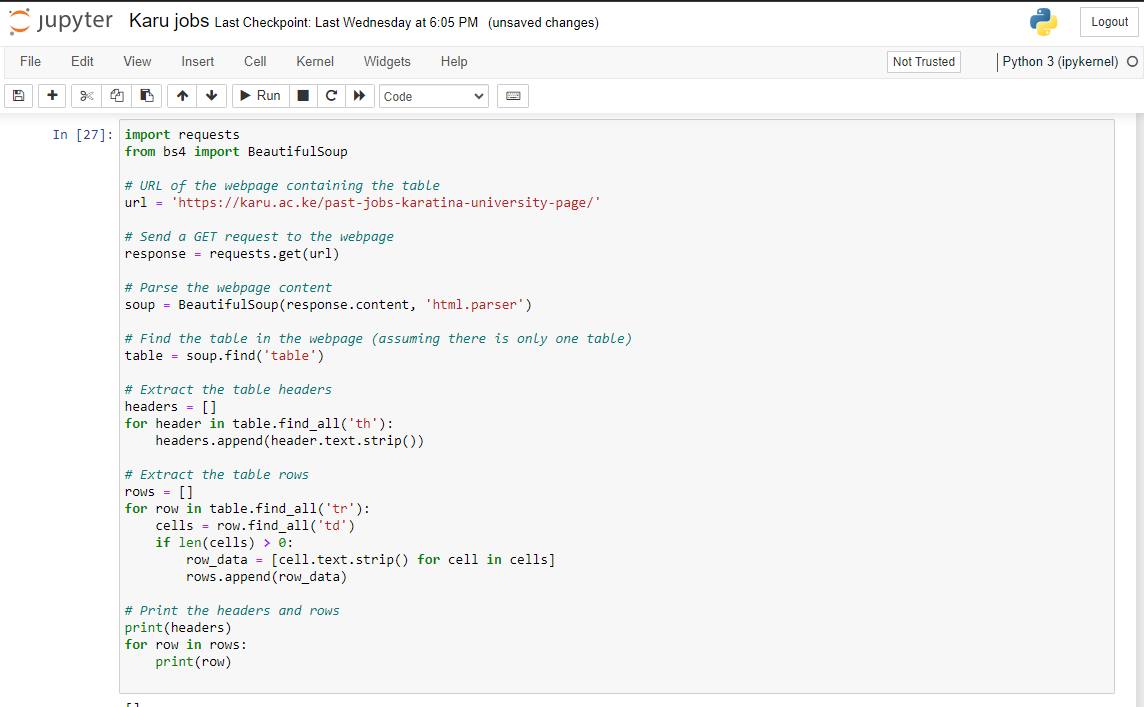 jupyter Karu jobs Last Checkpoint: Last Wednesday at 6:05 PM (unsaved changes) Logout
File Edit View Insert Cell Kernel Widgets Help Not Trusted Python 3 (ipykernel)
Run Code
In [27]: import requests
from bs4 import BeautifulSoup
# URL of the webpage containing the table
url = 'https://karu.ac.ke/past-jobs-karatina-university-page/'
# Send a GET request to the webpage
response = requests.get(url)
# Parse the webpage content
soup = BeautifulSoup(response.content, 'html.parser')
# Find the table in the webpage (assuming there is only one table)
table = soup.find('table')
# Extract the table headers
headers = []
for header in table.find_all('th'):
    headers.append(header.text.strip())
# Extract the table rows
rows = []
for row in table.find_all('tr'):
    cells = row.find_all('td')
    if len(cells) > 0:
        row_data = [cell.text.strip() for cell in cells]
        rows.append(row_data)
# Print the headers and rows
print(headers)
for row in rows:
    print(row)
[]